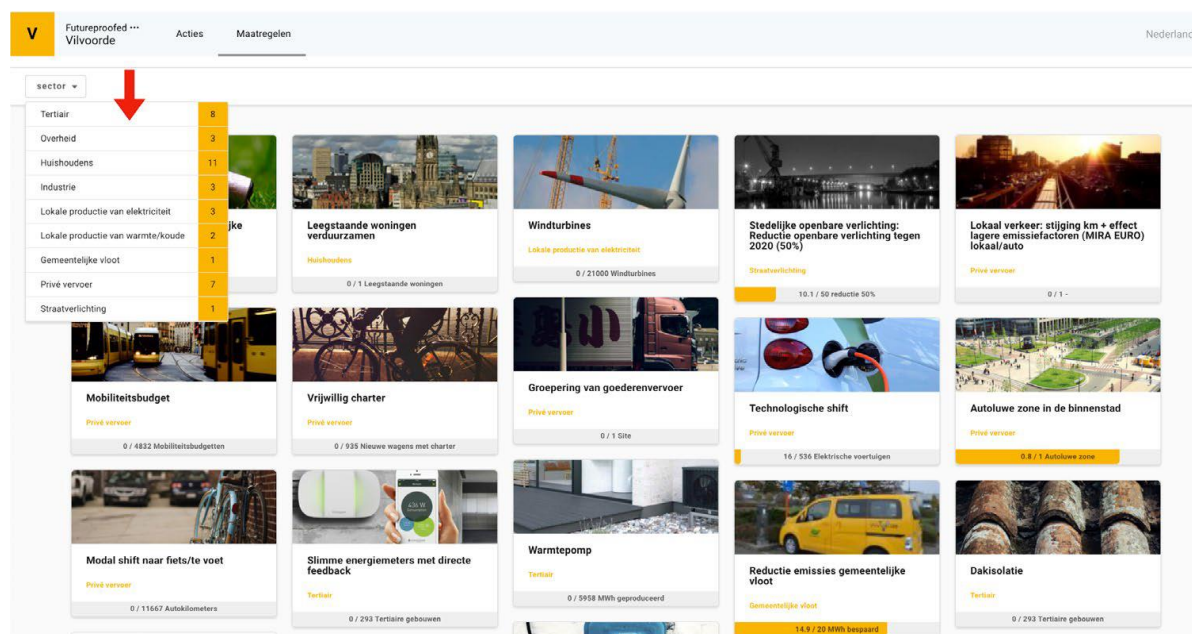 V
Futureproofed ···
Vilvoorde
Acties
Maatregelen
Nederland
sector
Tertiair 8
Overheid 3
Huishoudens 11
Industrie 3
Lokale productie van elektriciteit 3
Lokale productie van warmte/koude 2
Gemeentelijke vloot 1
Privé vervoer 7
Straatverlichting 1
jke
Leegstaande woningen
verduurzamen
Huishoudens
0 / 1 Leegstaande woningen
Windturbines
Lokale productie van elektriciteit
0 / 21000 Windturbines
Stedelijke openbare verlichting:
Reductie openbare verlichting tegen
2020 (50%)
Straatverlichting
10.1 / 50 reductie 50%
Lokaal verkeer: stijging km + effect
lagere emissiefactoren (MIRA EURO)
lokaal/auto
Privé vervoer
0 / 1 -
Mobiliteitsbudget
Privé vervoer
0 / 4832 Mobiliteitsbudgetten
Vrijwillig charter
Privé vervoer
0 / 935 Nieuwe wagens met charter
Groepering van goederenvervoer
Privé vervoer
0 / 1 Site
Technologische shift
Privé vervoer
16 / 536 Elektrische voertuigen
Autoluwe zone in de binnenstad
Privé vervoer
0.8 / 1 Autoluwe zone
Modal shift naar fiets/te voet
Privé vervoer
0 / 11667 Autokilometers
Slimme energiemeters met directe
feedback
Tertiair
0 / 293 Tertiaire gebouwen
Warmtepomp
Tertiair
0 / 5958 MWh geproduceerd
Reductie emissies gemeentelijke
vloot
Gemeentelijke vloot
14.9 / 20 MWh bespaard
Dakisolatie
Tertiair
0 / 293 Tertiaire gebouwen